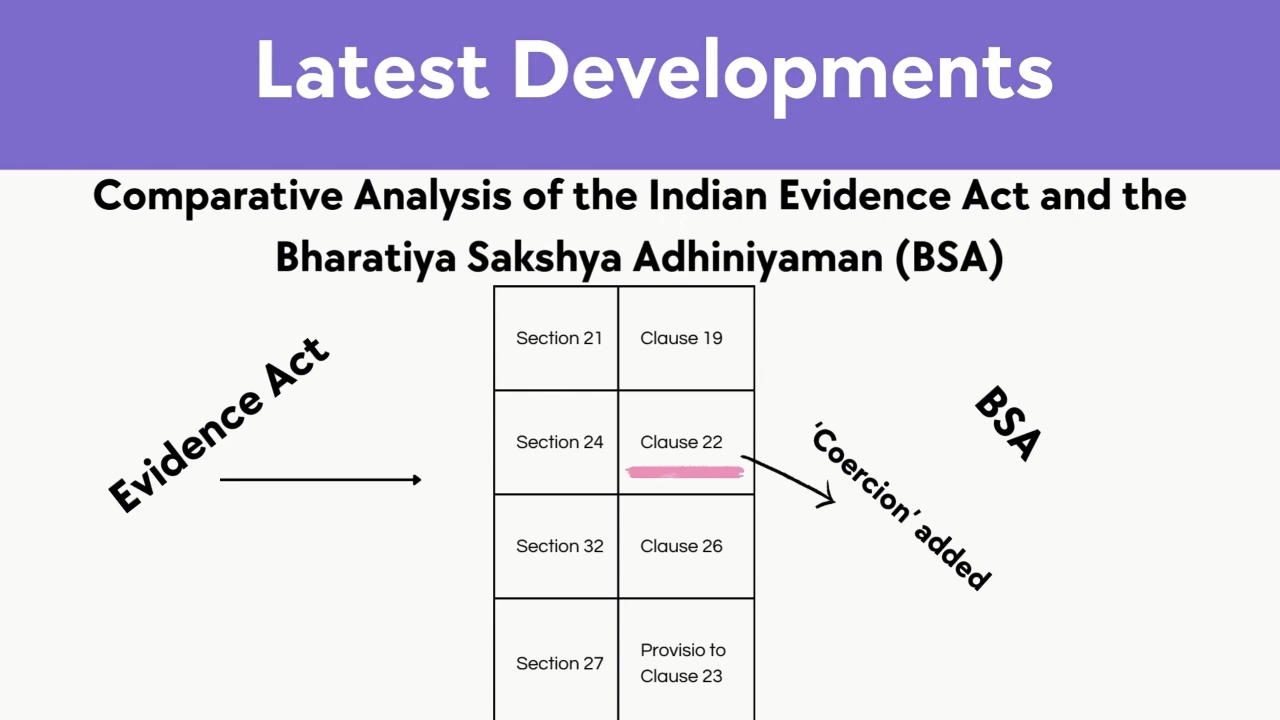 Latest Developments
Comparative Analysis of the Indian Evidence Act and the
Bharatiya Sakshya Adhiniyaman (BSA)
Evidence Act
Section 21
Clause 19
Section 24
Clause 22
Section 32
Clause 26
Section 27
Provisio to
Clause 23
BSA
'Coercion' added